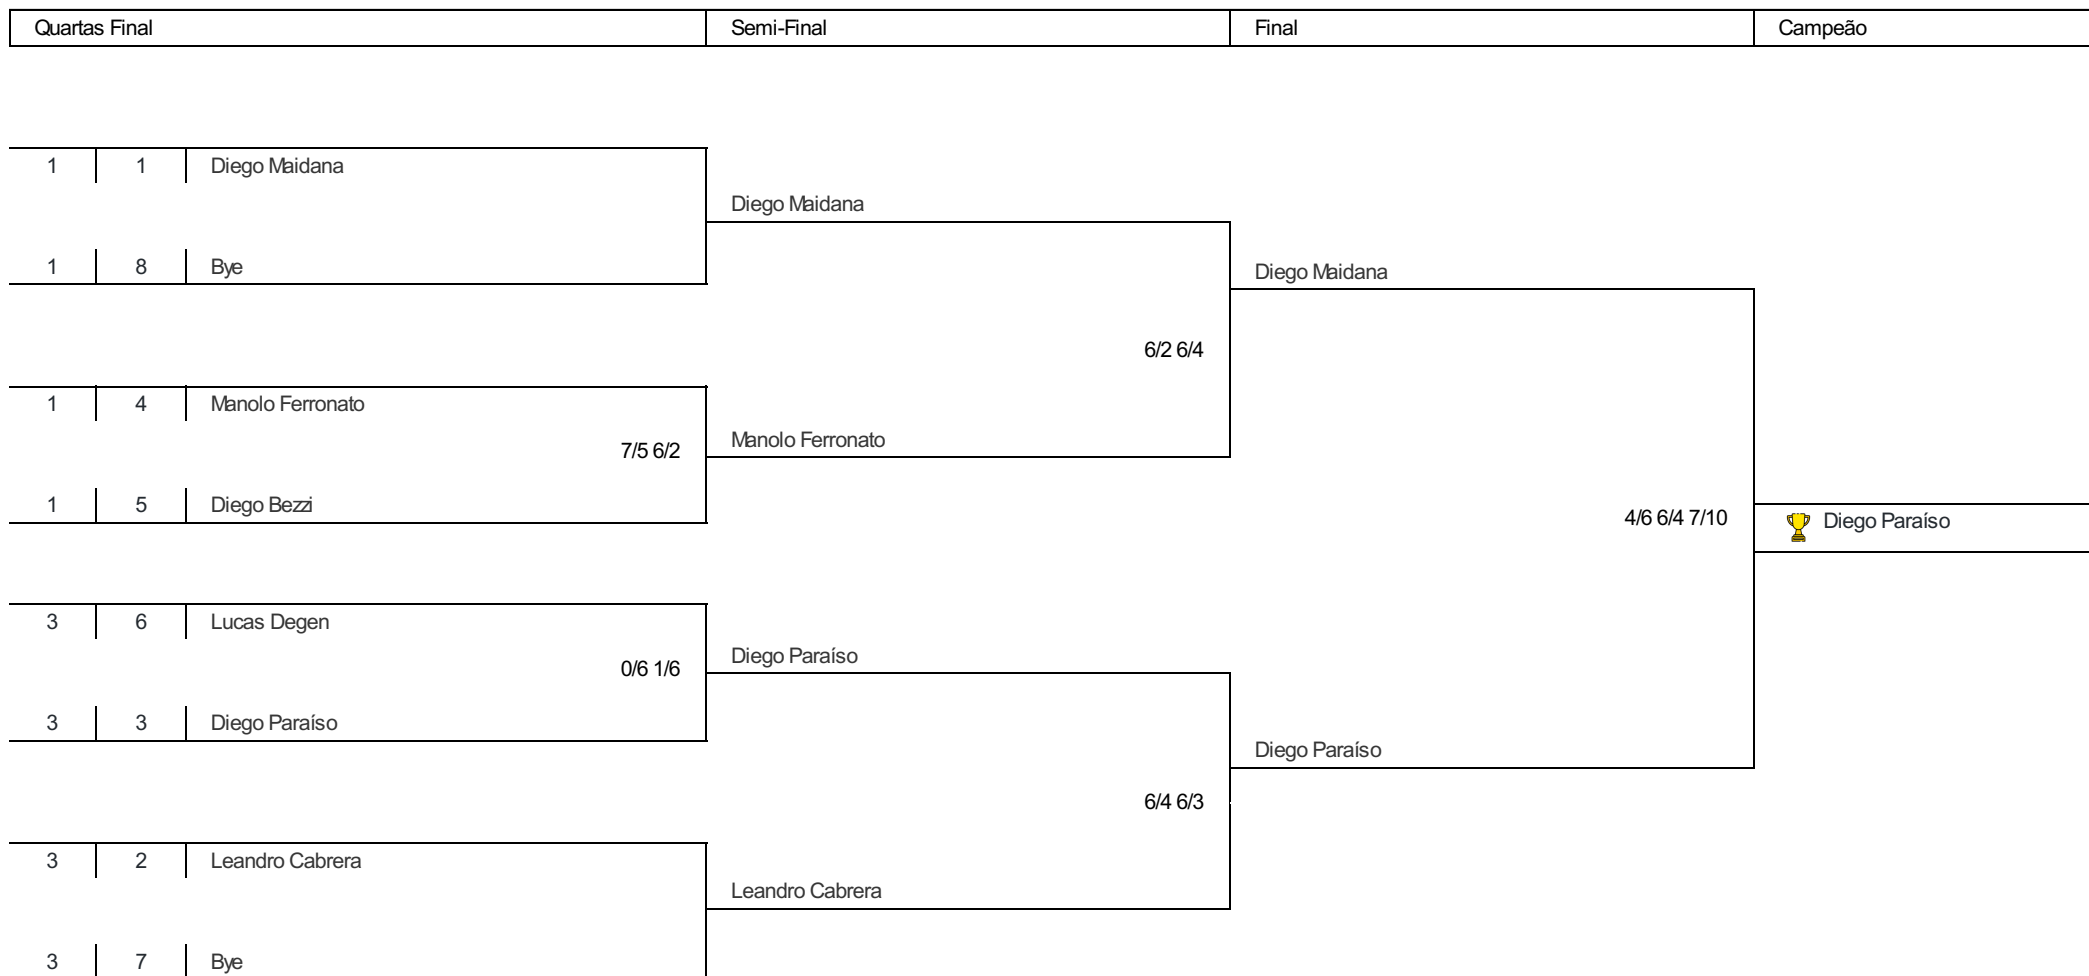 Quartas Final Semi-Final Final Campeão
1 1 Diego Maidana
Diego Maidana
1 8 Bye
Diego Maidana
6/2 6/4
1 4 Manolo Ferronato
Manolo Ferronato
7/5 6/2
1 5 Diego Bezzi
4/6 6/4 7/10
Diego Paraíso
3 6 Lucas Degen
Diego Paraíso
0/6 1/6
3 3 Diego Paraíso
Diego Paraíso
6/4 6/3
3 2 Leandro Cabrera
Leandro Cabrera
3 7 Bye